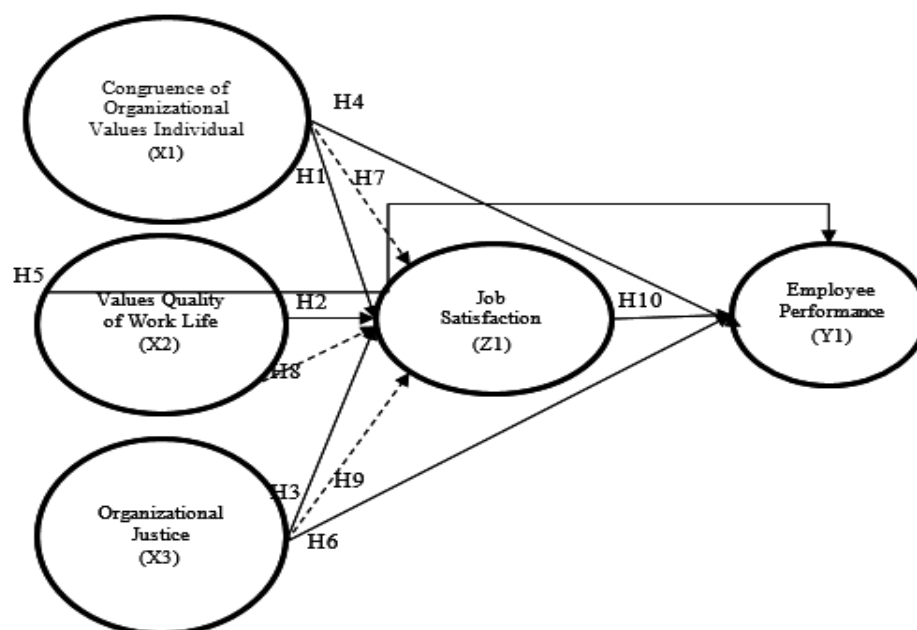 Congruence of
Organizational
Values Individual
(X1)
H4
H1
H7
H5
Values Quality
of Work Life
(X2)
H2
H8
Job
Satisfaction
(Z1)
H10
Employee
Performance
(Y1)
Organizational
Justice
(X3)
H3
H9
H6